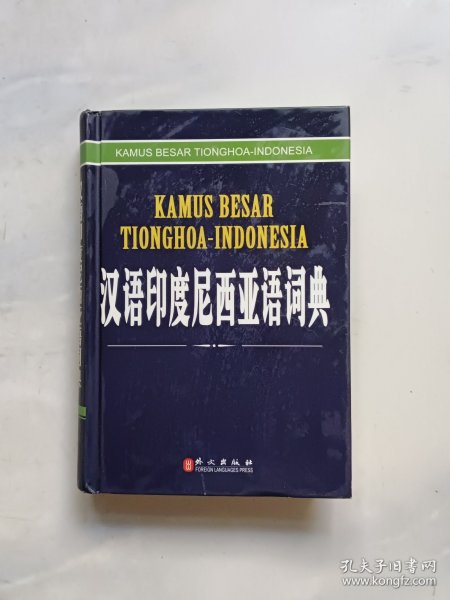 KAMUS BESAR TIONGHOA-INDONESIA
KAMUS BESAR
TIONGHOA-INDONESIA
汉语印度尼西亚语词典
外文出版社
FOREIGN LANGUAGES PRESS
孔夫子旧书网
www.kongfz.com